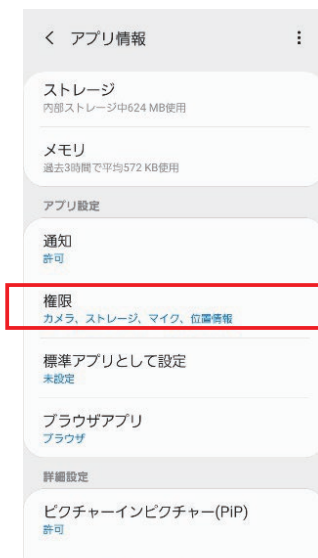 アプリ情報
ストレージ
内部ストレージ中624 MB使用
メモリ
過去3時間で平均572 KB使用
アプリ設定
通知
許可
権限
カメラ、ストレージ、マイク、位置情報
標準アプリとして設定
未設定
ブラウザアプリ
ブラウザ
詳細設定
ピクチャーインピクチャー(PiP)
許可